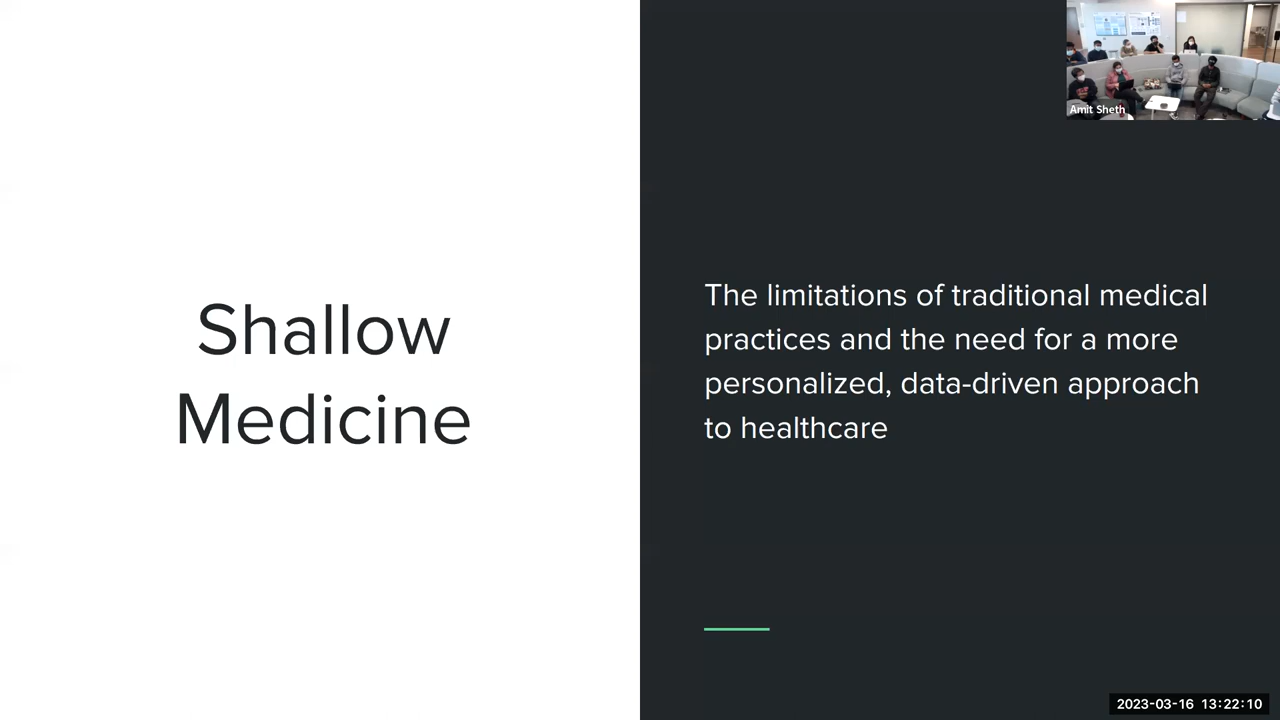 Shallow
Medicine
The limitations of traditional medical
practices and the need for a more
personalized, data-driven approach
to healthcare
Amit Sheth
2023-03-16 13:22:10